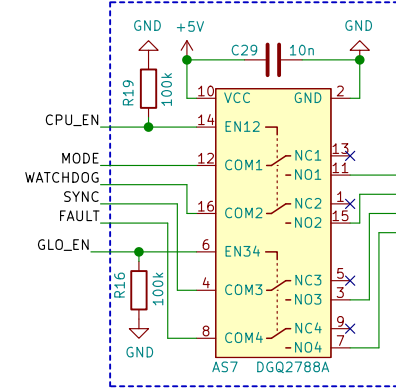 GND +5V GND
C29 10n
R19 100k
10 VCC GND 2
CPU_EN 14 EN12
MODE 12 COM1 NC1 13
NO1 11
WATCHDOG 16 COM2 NC2 1
SYNC NO2 15
FAULT
GLO_EN 6 EN34
R16 100k
4 COM3 NC3 5
NO3 3
8 COM4 NC4 9
NO4 7
GND
AS7 DGQ2788A